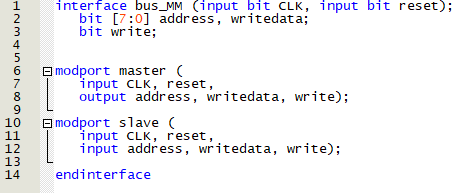 1 interface bus_MM (input bit CLK, input bit reset);
2 bit [7:0] address, writedata;
3 bit write;
4
5
6 modport master (
7 input CLK, reset,
8 output address, writedata, write);
9
10 modport slave (
11 input CLK, reset,
12 input address, writedata, write);
13
14 endinterface